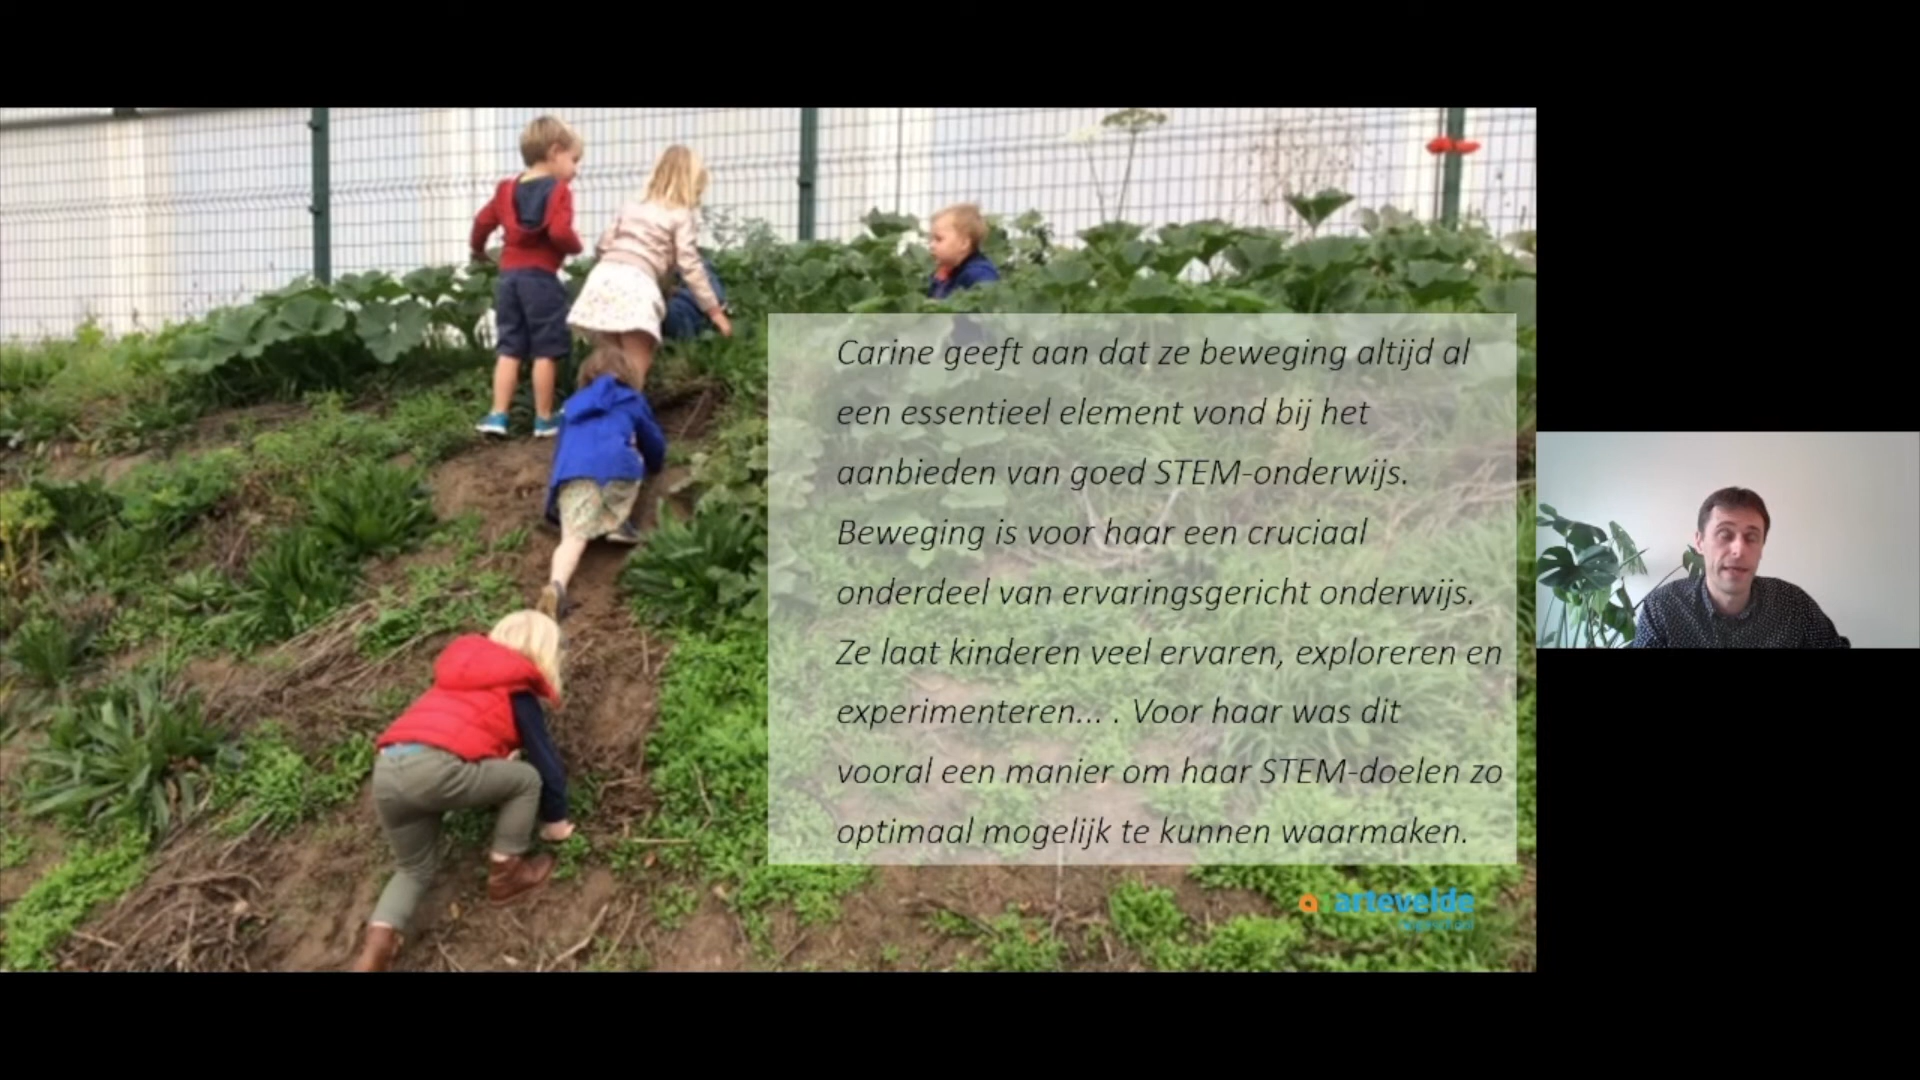 Carine geeft aan dat ze beweging altijd al
een essentieel element vond bij het
aanbieden van goed STEM-onderwijs.
Beweging is voor haar een cruciaal
onderdeel van ervaringsgericht onderwijs.
Ze laat kinderen veel ervaren, exploreren en
experimenteren... . Voor haar was dit
vooral een manier om haar STEM-doelen zo
optimaal mogelijk te kunnen waarmaken.
artevelde